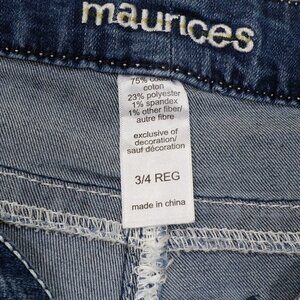 maurices
75% cotton/
coton
23% polyester
1% spandex
1% other fiber/
autre fibre
exclusive of
decoration/
sauf décoration
3/4 REG
made in china